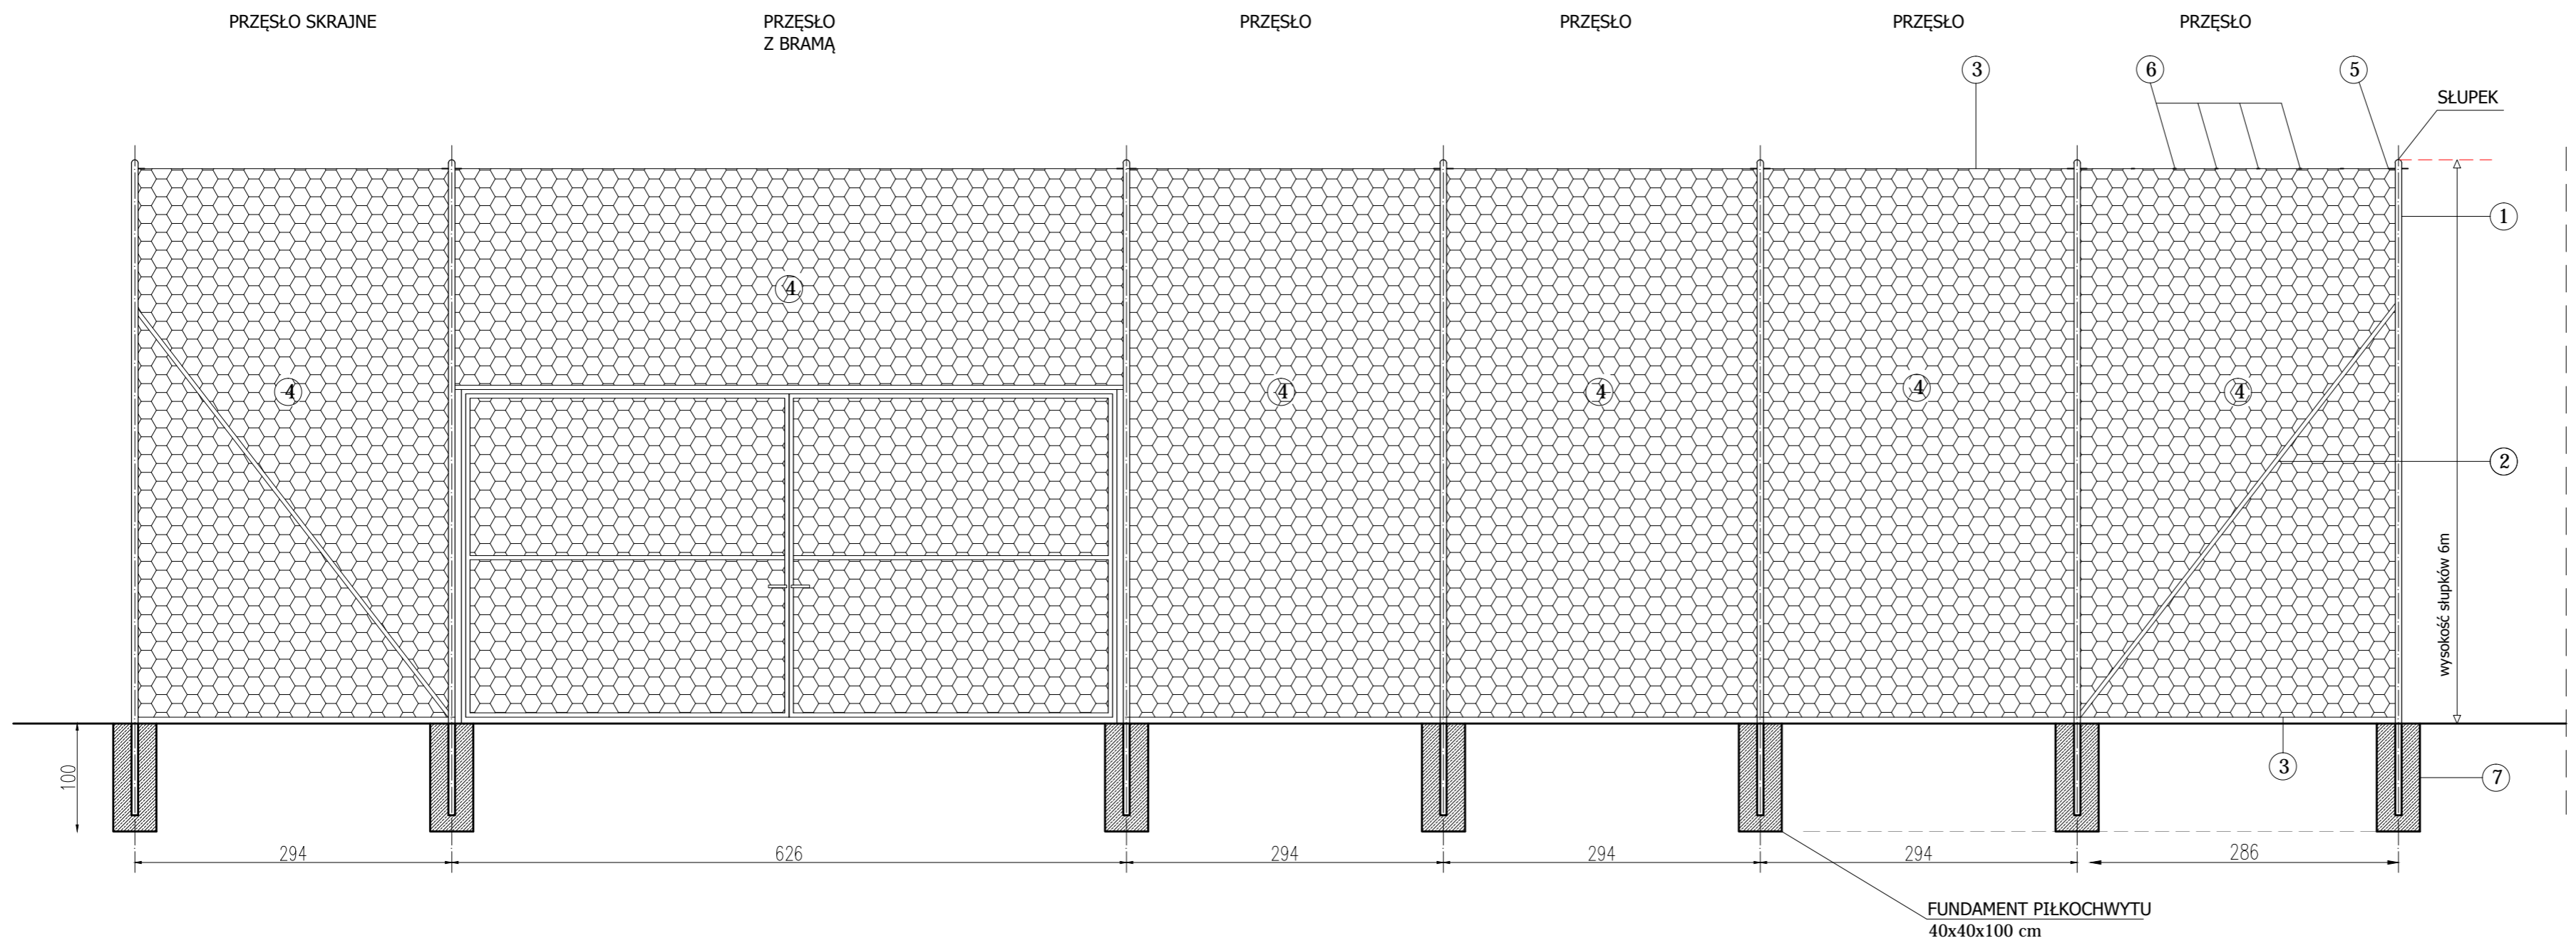 PRZĘSŁO SKRAJNE
PRZĘSŁO
Z BRAMĄ
PRZĘSŁO
PRZĘSŁO
PRZĘSŁO
PRZĘSŁO
3
6
5
SŁUPEK
1
4
4
4
4
4
4
2
wysokość słupków 6m
100
3
7
294
626
294
294
294
286
FUNDAMENT PIŁKOCHWYTU
40x40x100 cm